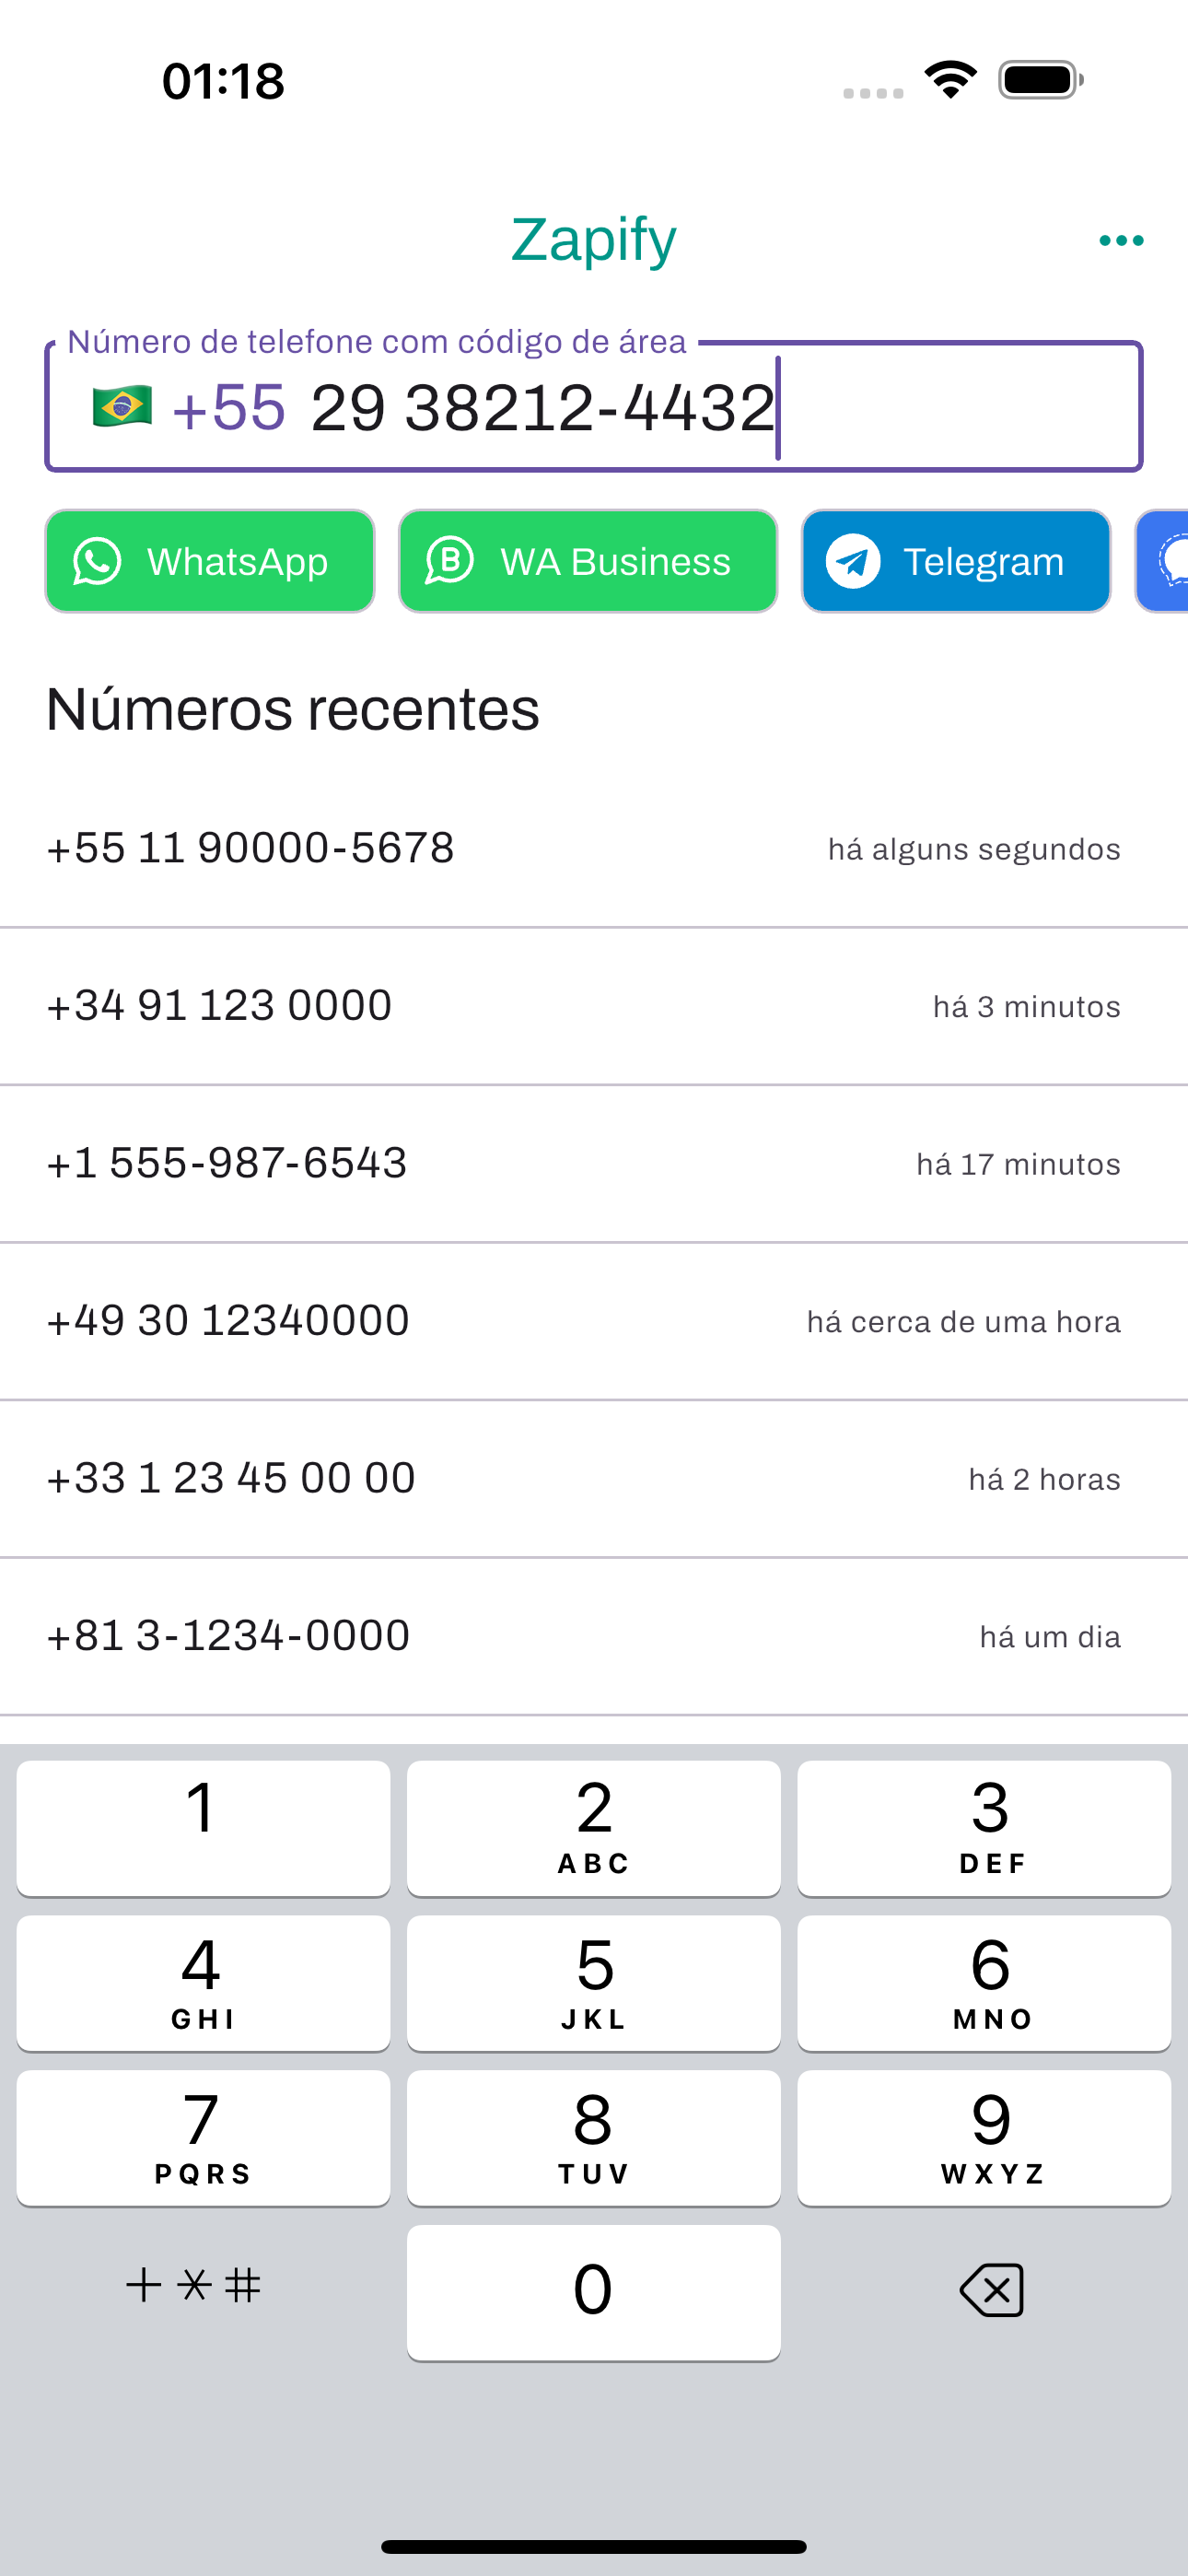 01:18
Zapify
Número de telefone com código de área
+55 29 38212-4432
WhatsApp WA Business Telegram
Números recentes
+55 11 90000-5678 há alguns segundos
+34 91 123 0000 há 3 minutos
+1 555-987-6543 há 17 minutos
+49 30 12340000 há cerca de uma hora
+33 1 23 45 00 00 há 2 horas
+81 3-1234-0000 há um dia
1 2 3
ABC DEF
4 5 6
GHI JKL MNO
7 8 9
PQRS TUV WXYZ
+*# 0